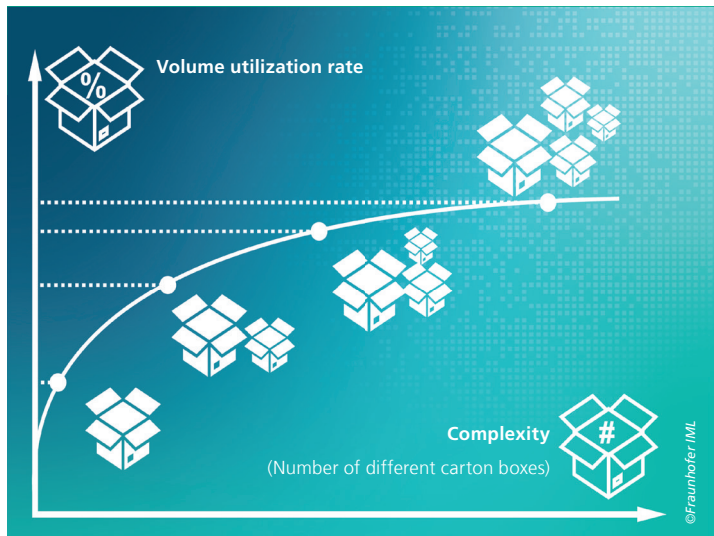 %
Volume utilization rate
Complexity
#
(Number of different carton boxes)
©Fraunhofer IML